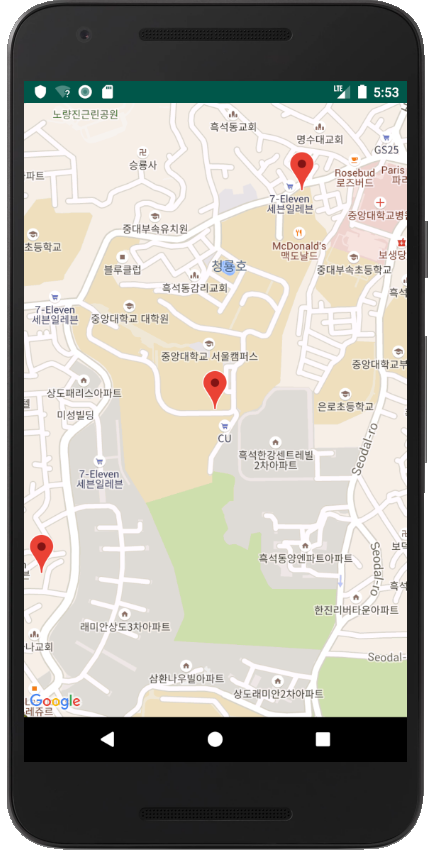 LTE 5:53
노량진근린공원
흑석동교회
명수대교회
GS25
승룡사
Rosebud
로즈버드
Paris
파리
7-Eleven
세븐일레븐
중앙대학교병원
중대부속유치원
McDonald's
맥도날드
보생당
초등학교
블루클럽
청룡호
중대부속초등학교
흑석동감리교회
7-Eleven
세븐일레븐
중앙대학교 대학원
중앙대학교 서울캠퍼스
중앙대학교부
상도패리스아파트
미성빌딩
은로초등학교
CU
Seodal-ro
흑석한강센트레빌
2차아파트
7-Eleven
세븐일레븐
흑석동양엔파트아파트
Seodal-ro
한진리버타운아파트
래미안상도3차아파트
나교회
Seodal-
삼환나우빌아파트
상도래미안2차아파트
Google
레쥬르